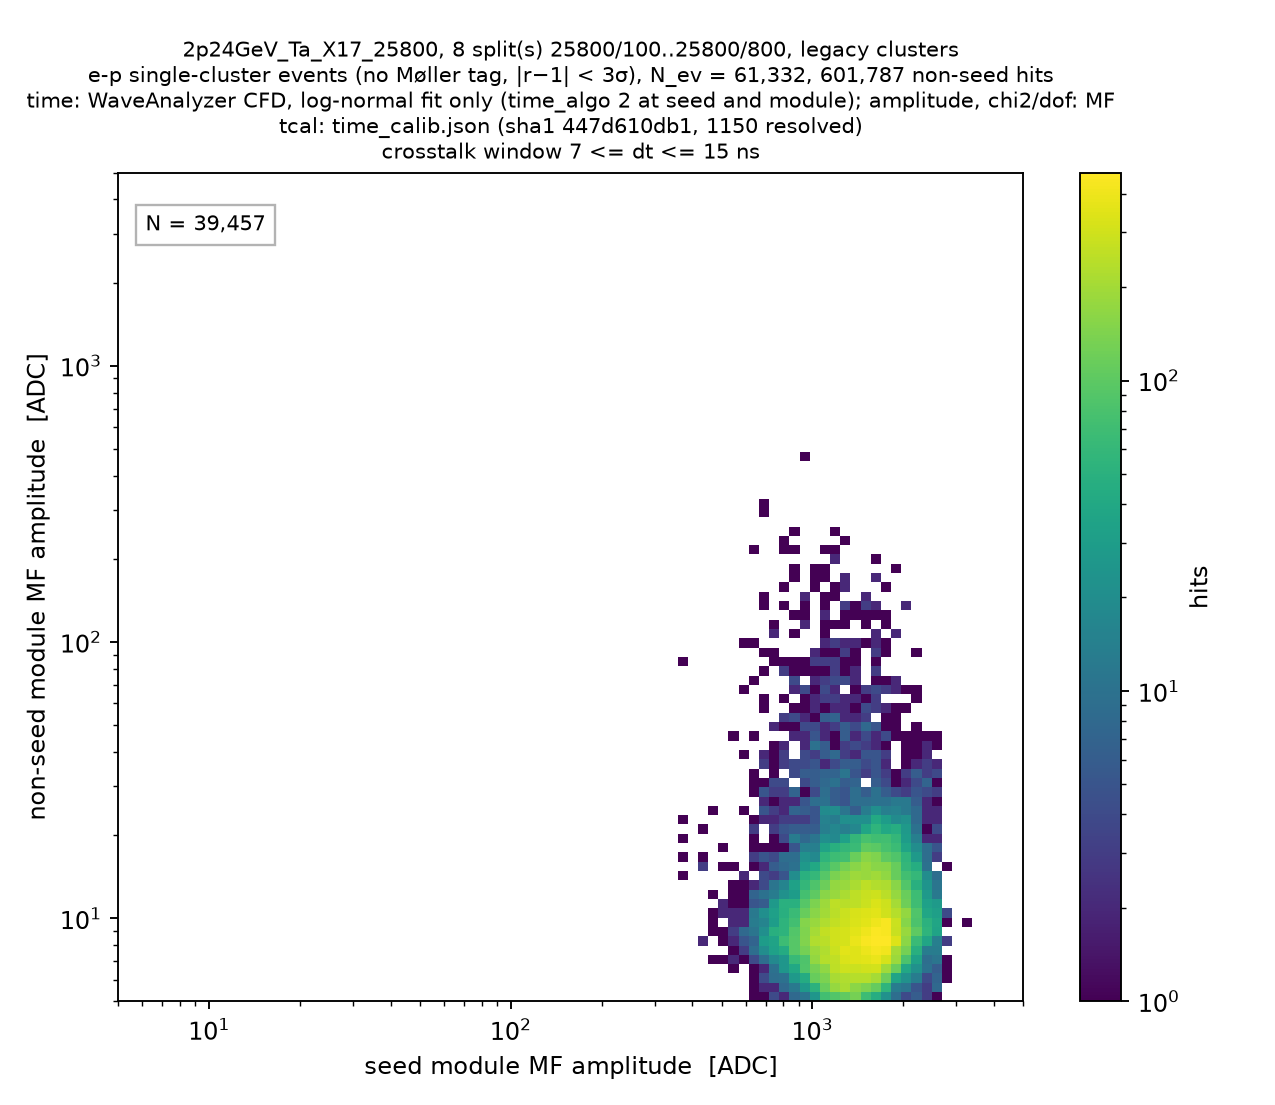 2p24GeV_Ta_X17_25800, 8 split(s) 25800/100..25800/800, legacy clusters
e-p single-cluster events (no Møller tag, |r−1| < 3σ), N_ev = 61,332, 601,787 non-seed hits
time: WaveAnalyzer CFD, log-normal fit only (time_algo 2 at seed and module); amplitude, chi2/dof: MF
tcal: time_calib.json (sha1 447d610db1, 1150 resolved)
crosstalk window 7 <= dt <= 15 ns
N = 39,457
non-seed module MF amplitude [ADC]
10³
10²
10¹
10¹
10²
10³
seed module MF amplitude [ADC]
10²
10¹
10⁰
hits